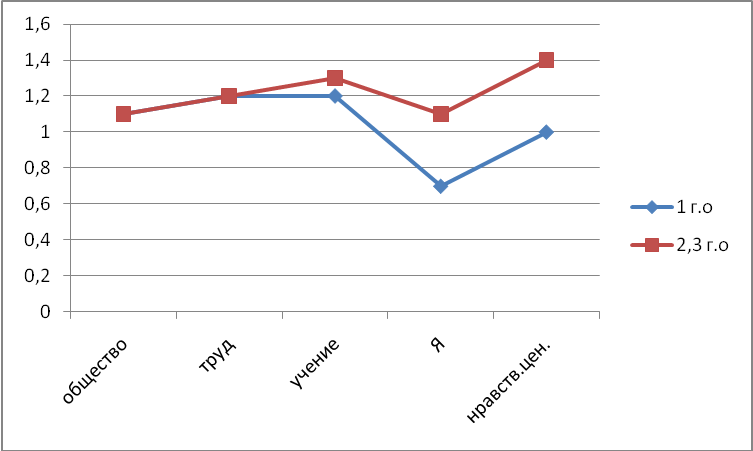 1,6
1,4
1,2
1
0,8
0,6
0,4
0,2
0
общество
труд
учение
Я
нравств.цен.
1 г.о
2,3 г.о